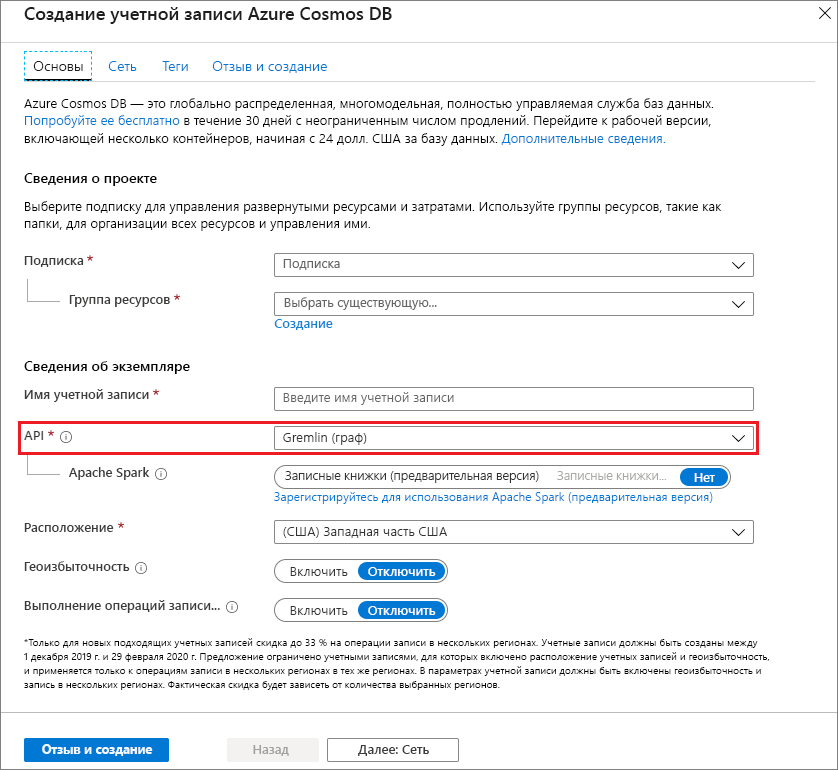 Создание учетной записи Azure Cosmos DB
Основы Сеть Теги Отзыв и создание
Azure Cosmos DB — это глобально распределенная, многомодельная, полностью управляемая служба баз данных.
Попробуйте ее бесплатно в течение 30 дней с неограниченным числом продлений. Перейдите к рабочей версии,
включающей несколько контейнеров, начиная с 24 долл. США за базу данных. Дополнительные сведения.
Сведения о проекте
Выберите подписку для управления развернутыми ресурсами и затратами. Используйте группы ресурсов, такие как
папки, для организации всех ресурсов и управления ими.
Подписка * Подписка
Группа ресурсов * Выбрать существующую...
Создание
Сведения об экземпляре
Имя учетной записи * Введите имя учетной записи
API * Gremlin (граф)
Apache Spark Записные книжки (предварительная версия) Записные книжки... Нет
Зарегистрируйтесь для использования Apache Spark (предварительная версия)
Расположение * (США) Западная часть США
Геоизбыточность Включить Отключить
Выполнение операций записи... Включить Отключить
*Только для новых подходящих учетных записей скидка до 33 % на операции записи в нескольких регионах. Учетные записи должны быть созданы между
1 декабря 2019 г. и 29 февраля 2020 г. Предложение ограничено учетными записями, для которых включено расположение учетных записей и геоизбыточность,
и применяется только к операциям записи в нескольких регионах в тех же регионах. В параметрах учетной записи должны быть включены геоизбыточность и
запись в нескольких регионах. Фактическая скидка будет зависеть от количества выбранных регионов.
Отзыв и создание Назад Далее: Сеть